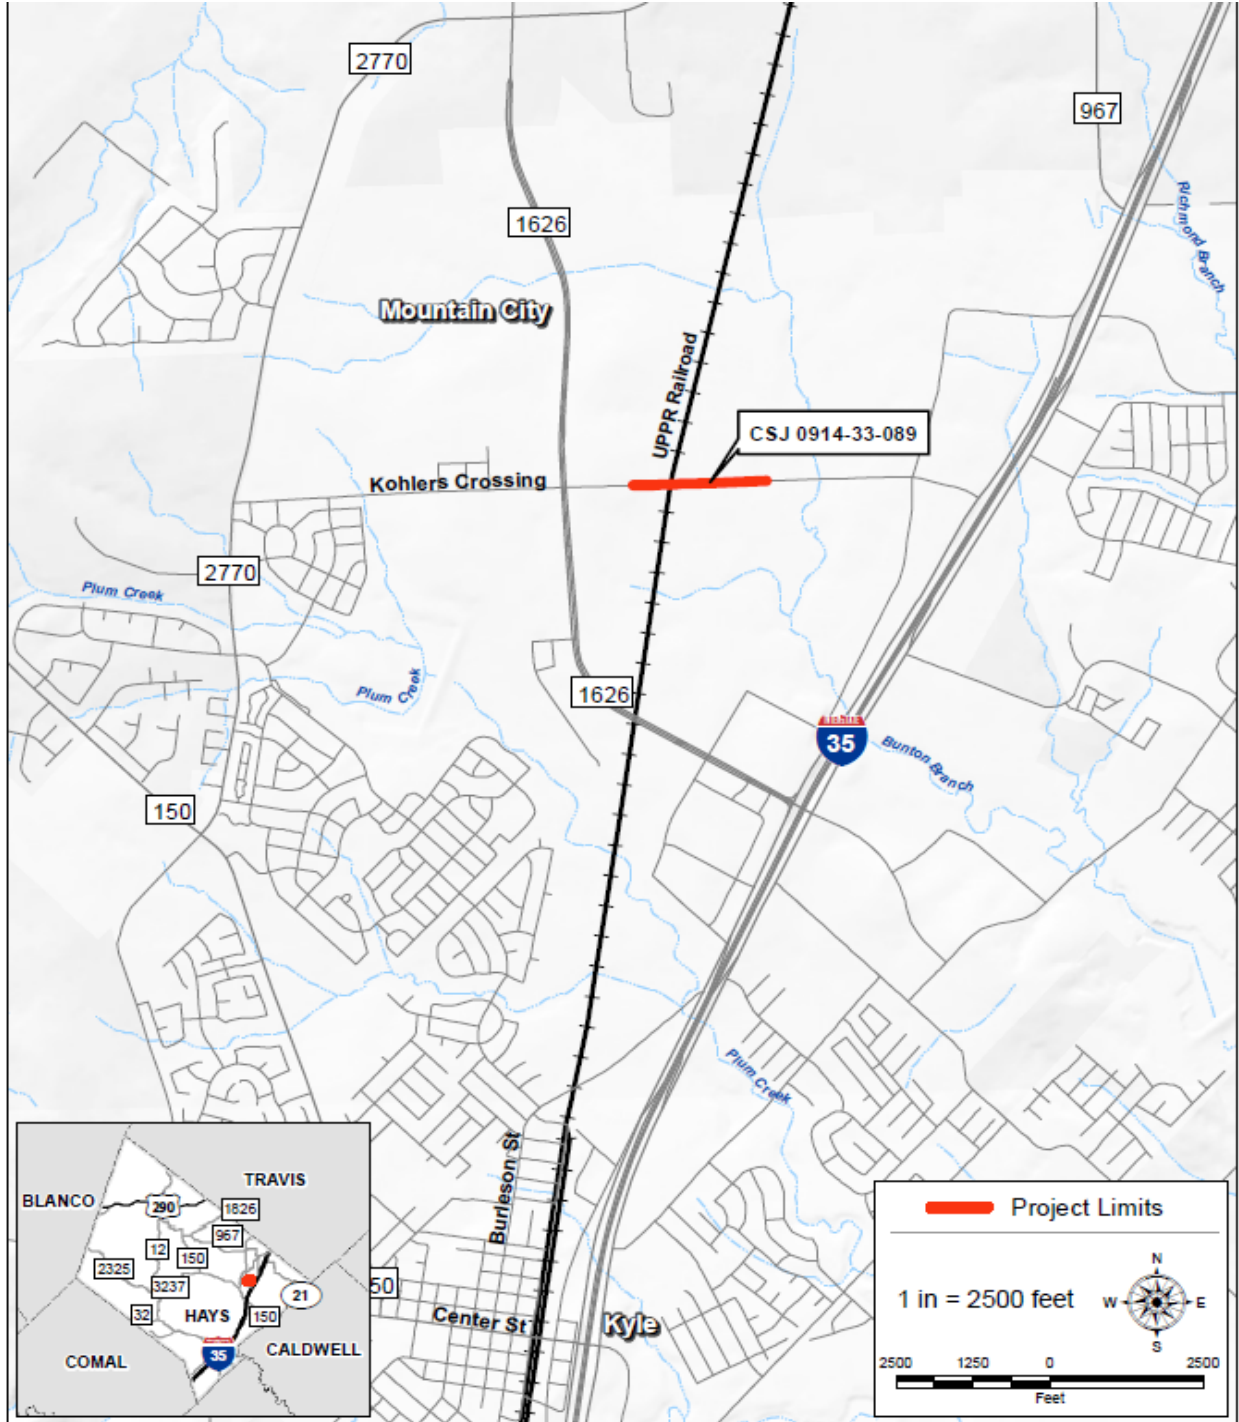 2770
967
1626
Richmond Branch
Mountain City
UPPR Railroad
CSJ 0914-33-089
Kohlers Crossing
2770
Plum Creek
Plum Creek
1626
35
Bunton Branch
150
Plum Creek
Burleson St
50
Center St
Kyle
TRAVIS
BLANCO
290
1826
967
12
150
2325
3237
21
32
HAYS
150
35
COMAL
CALDWELL
Project Limits
N
1 in = 2500 feet
W
E
S
2500 1250 0 2500
Feet